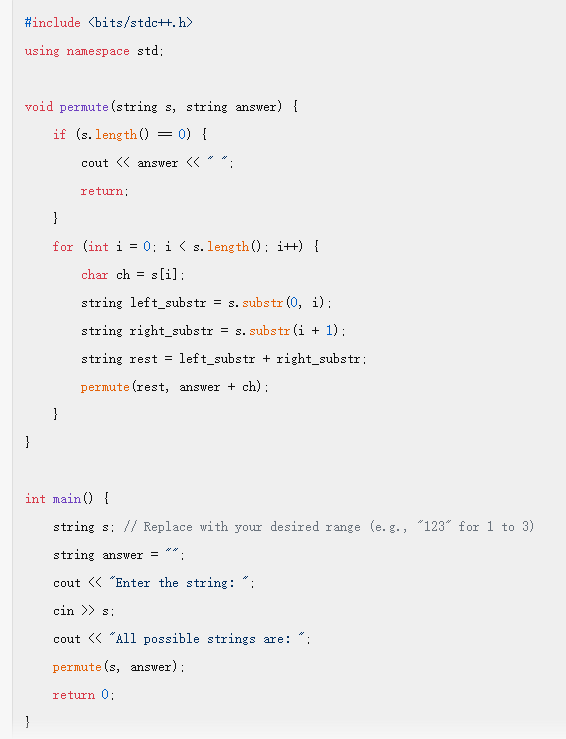 #include <bits/stdc++.h>
using namespace std;
void permute(string s, string answer) {
    if (s.length() == 0) {
        cout << answer << " ";
        return;
    }
    for (int i = 0; i < s.length(); i++) {
        char ch = s[i];
        string left_substr = s.substr(0, i);
        string right_substr = s.substr(i + 1);
        string rest = left_substr + right_substr;
        permute(rest, answer + ch);
    }
}
int main() {
    string s; // Replace with your desired range (e.g., "123" for 1 to 3)
    string answer = "";
    cout << "Enter the string: ";
    cin >> s;
    cout << "All possible strings are: ";
    permute(s, answer);
    return 0;
}